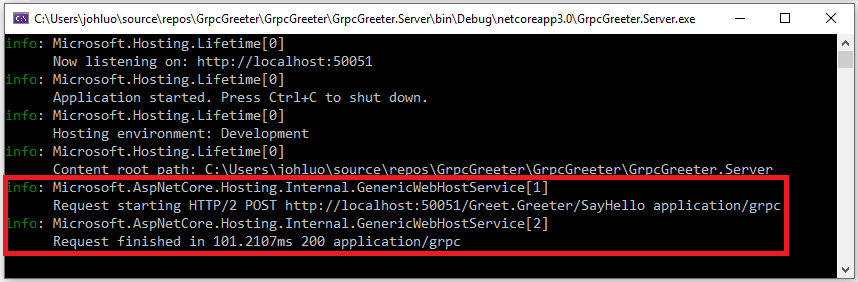 C:\Users\johluo\source\repos\GrpcGreeter\GrpcGreeter\GrpcGreeter.Server\bin\Debug\netcoreapp3.0\GrpcGreeter.Server.exe
info: Microsoft.Hosting.Lifetime[0]
Now listening on: http://localhost:50051
info: Microsoft.Hosting.Lifetime[0]
Application started. Press Ctrl+C to shut down.
info: Microsoft.Hosting.Lifetime[0]
Hosting environment: Development
info: Microsoft.Hosting.Lifetime[0]
Content root path: C:\Users\johluo\source\repos\GrpcGreeter\GrpcGreeter\GrpcGreeter.Server
info: Microsoft.AspNetCore.Hosting.Internal.GenericWebHostService[1]
Request starting HTTP/2 POST http://localhost:50051/Greet.Greeter/SayHello application/grpc
info: Microsoft.AspNetCore.Hosting.Internal.GenericWebHostService[2]
Request finished in 101.2107ms 200 application/grpc